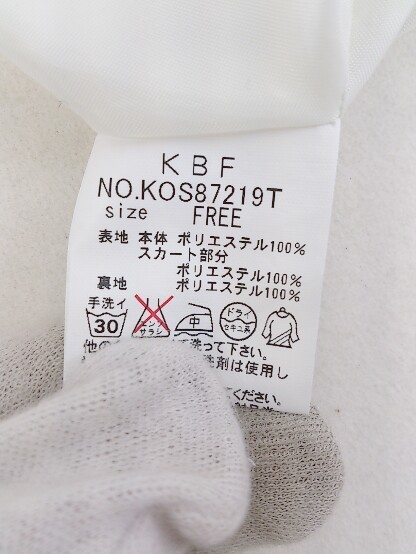 KBF
NO.KOS87219T
size FREE
表地 本体 ポリエステル100%
スカート部分
ポリエステル100%
裏地 ポリエステル100%
手洗イ
30 中 ドライ セキユ系
他の
洗って下さい。
洗剤は使用し
ください。